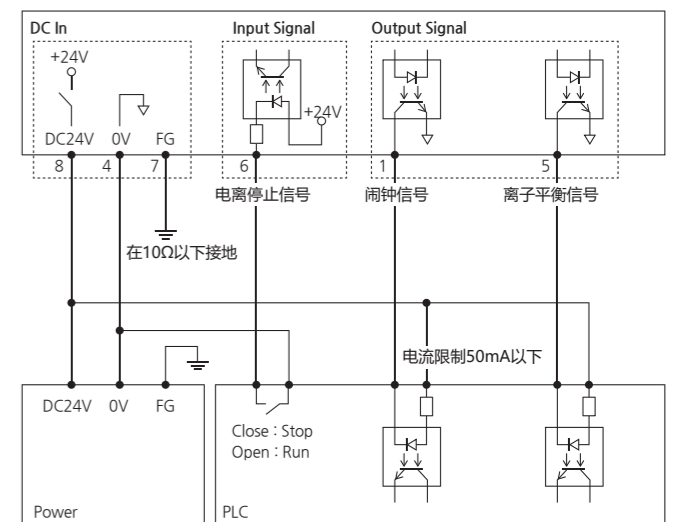 DC In
Input Signal
Output Signal
+24V
+24V
DC24V 0V FG
8 4 7 6 1 5
电离停止信号
闹钟信号
离子平衡信号
在10Ω以下接地
电流限制50mA以下
DC24V 0V FG
Close : Stop
Open : Run
Power
PLC